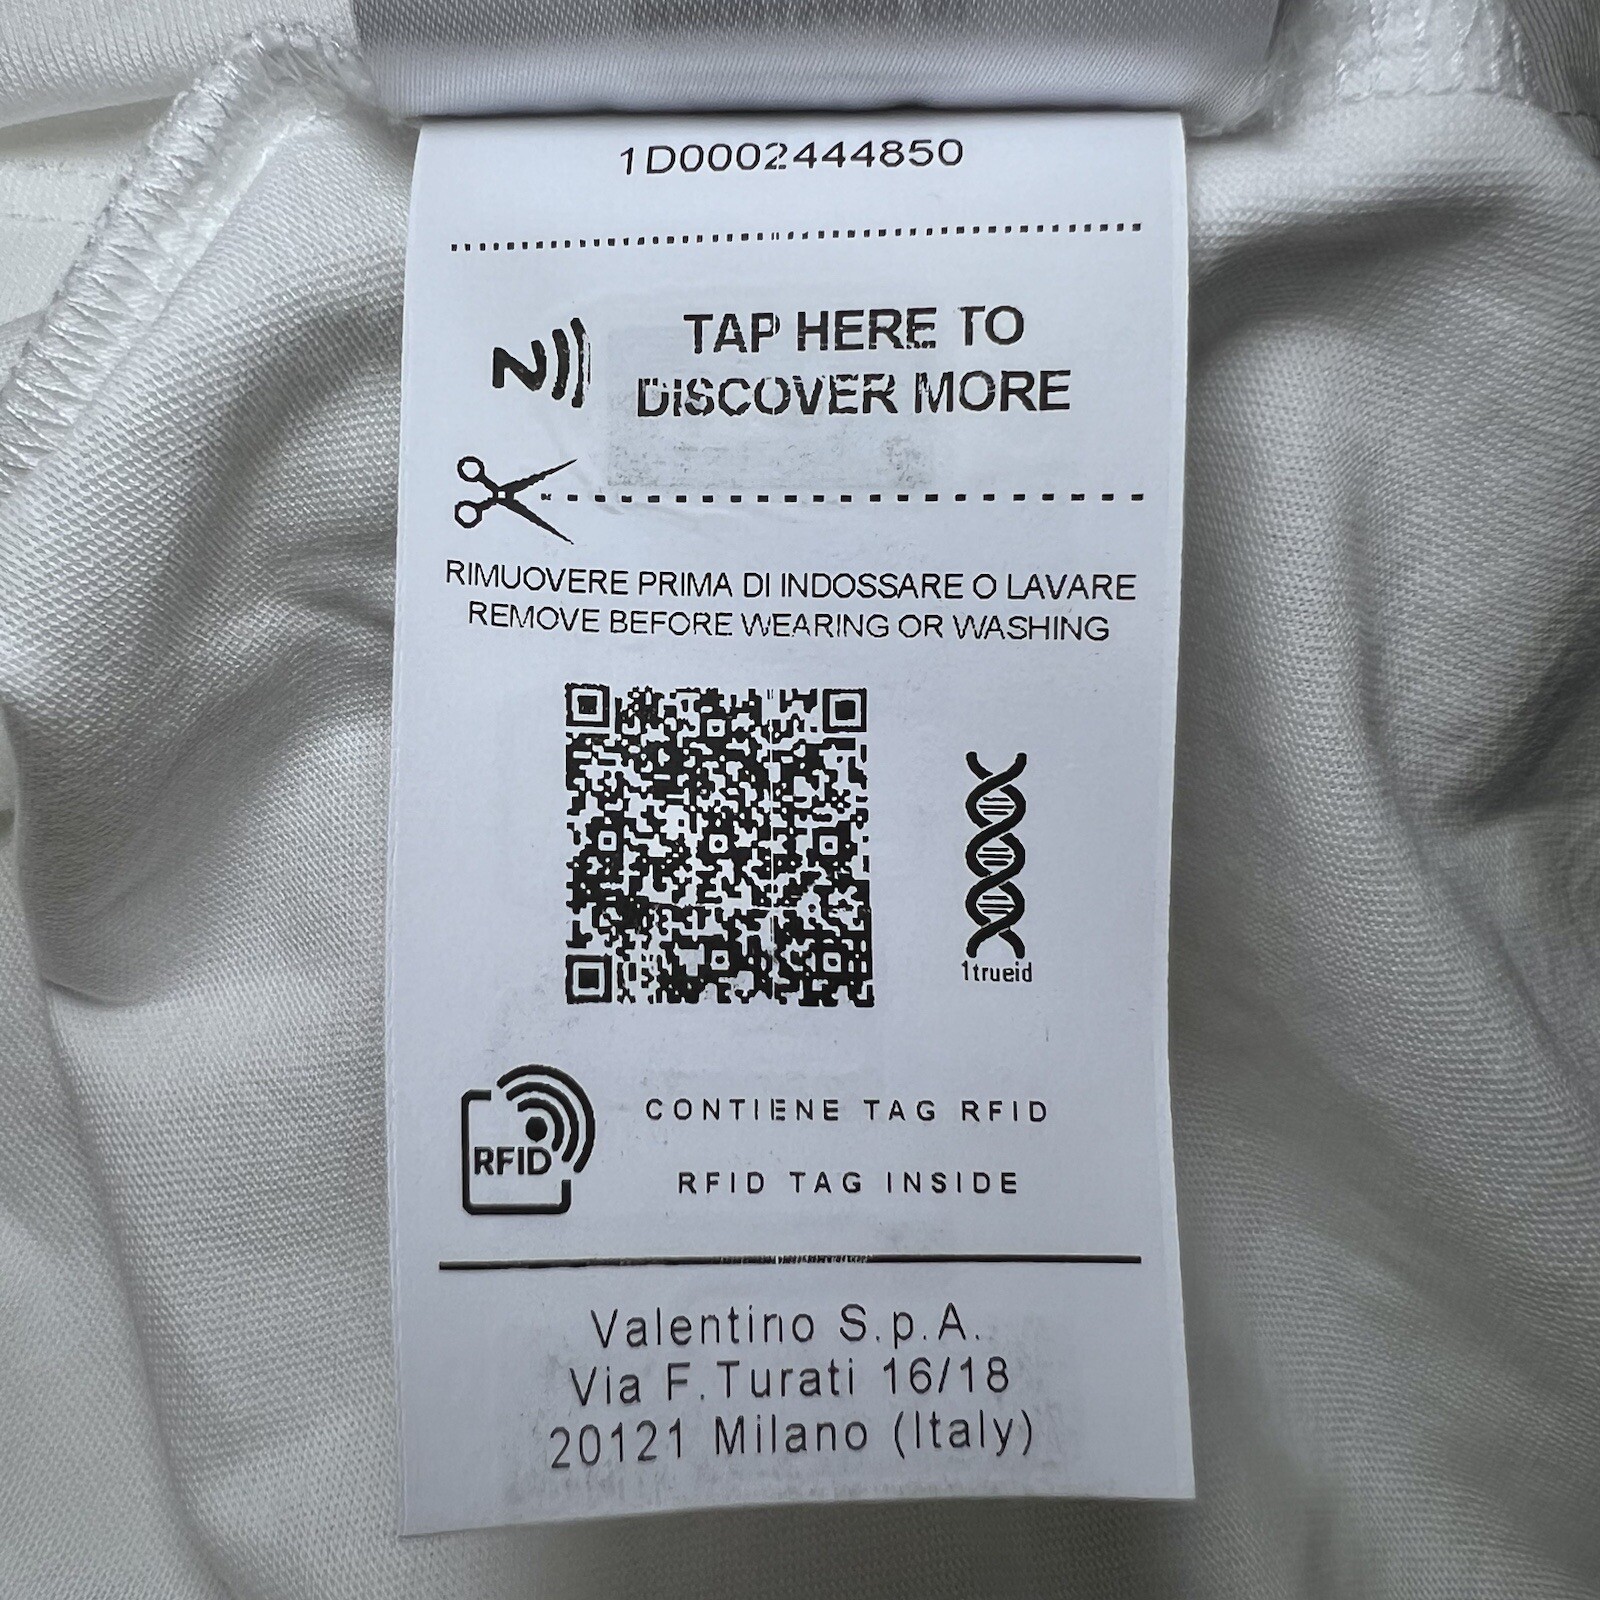 1D0002444850
TAP HERE TO
DISCOVER MORE
RIMUOVERE PRIMA DI INDOSSARE O LAVARE
REMOVE BEFORE WEARING OR WASHING
1trueid
RFID
CONTIENE TAG RFID
RFID TAG INSIDE
Valentino S.p.A.
Via F.Turati 16/18
20121 Milano (Italy)